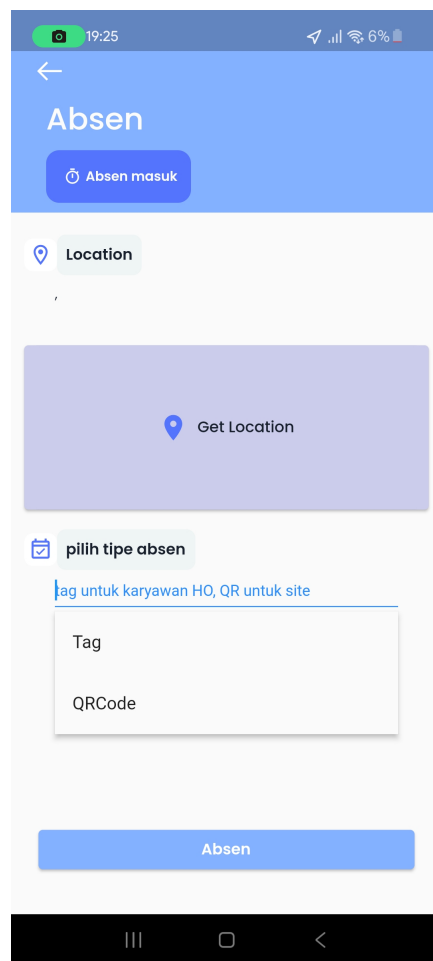 19:25
6%
Absen
Absen masuk
Location
,
Get Location
pilih tipe absen
tag untuk karyawan HO, QR untuk site
Tag
QRCode
Absen